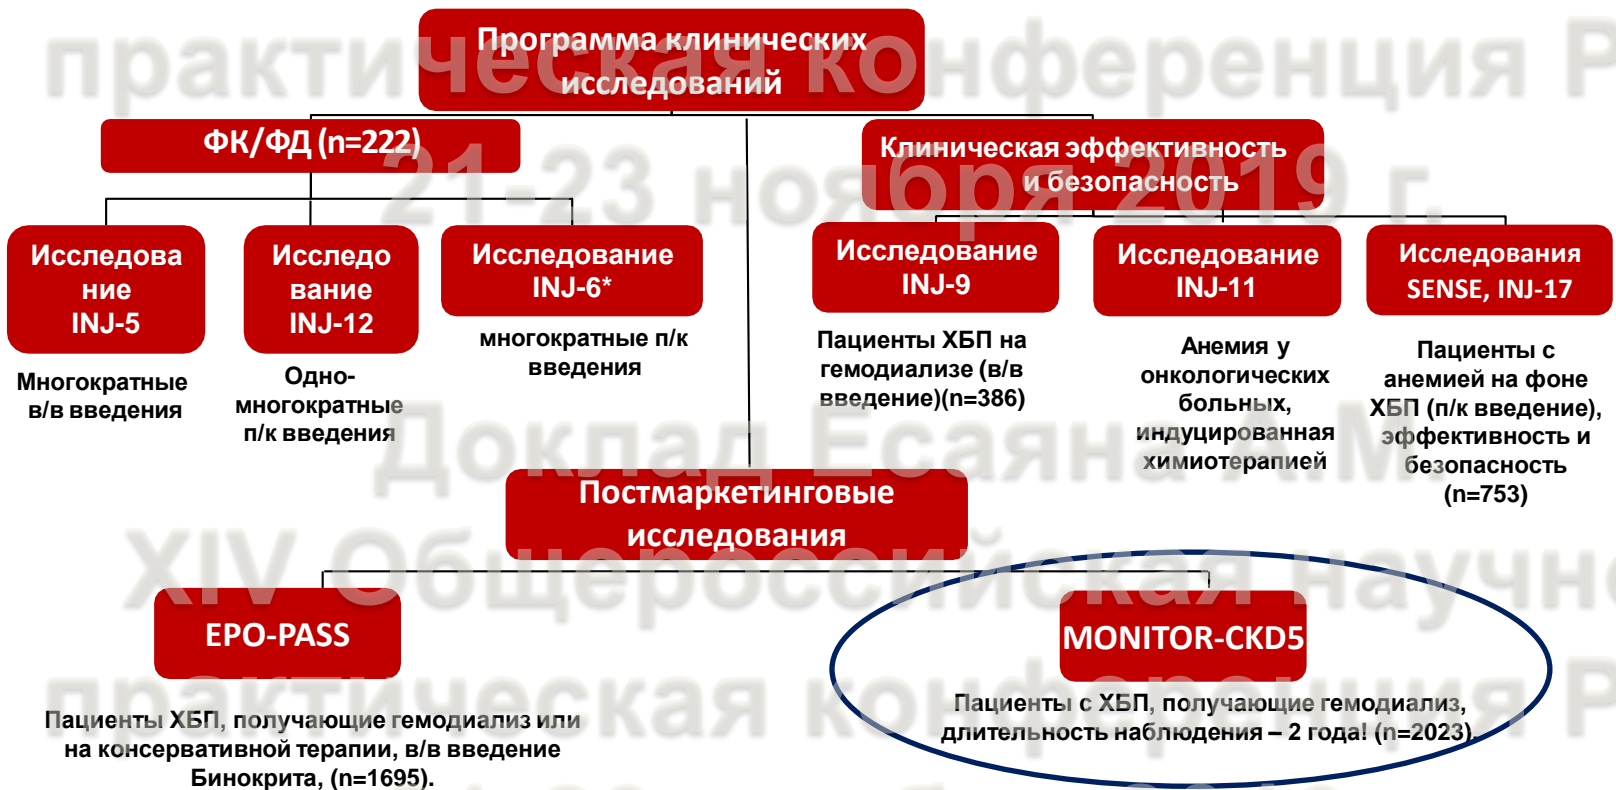 Программа клинических
исследований
ФК/ФД (n=222)
Клиническая эффективность
и безопасность
Исследова
ние
INJ-5
Исследо
вание
INJ-12
Исследование
INJ-6*
Исследование
INJ-9
Исследование
INJ-11
Исследования
SENSE, INJ-17
Многократные
в/в введения
Одно-
многократные
п/к введения
многократные п/к
введения
Пациенты ХБП на
гемодиализе (в/в
введение)(n=386)
Анемия у
онкологических
больных,
индуцированная
химиотерапией
Пациенты с
анемией на фоне
ХБП (п/к введение),
эффективность и
безопасность
(n=753)
Постмаркетинговые
исследования
EPO-PASS
MONITOR-CKD5
Пациенты ХБП, получающие гемодиализ или
на консервативной терапии, в/в введение
Бинокрита, (n=1695).
Пациенты с ХБП, получающие гемодиализ,
длительность наблюдения – 2 года! (n=2023).
практическая конференция Р
21-23 ноября 2019 г.
Доклад Есаяна А.М.
XIV Общероссийская научно
практическая конференция Р